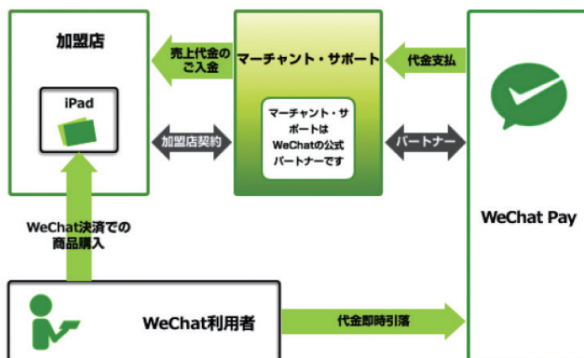 加盟店
iPad
売上代金の
ご入金
加盟店契約
マーチャント・サポート
マーチャント・サ
ポートは
WeChatの公式
パートナーです
代金支払
パートナー
WeChat Pay
WeChat決済での
商品購入
WeChat利用者
代金即時引落